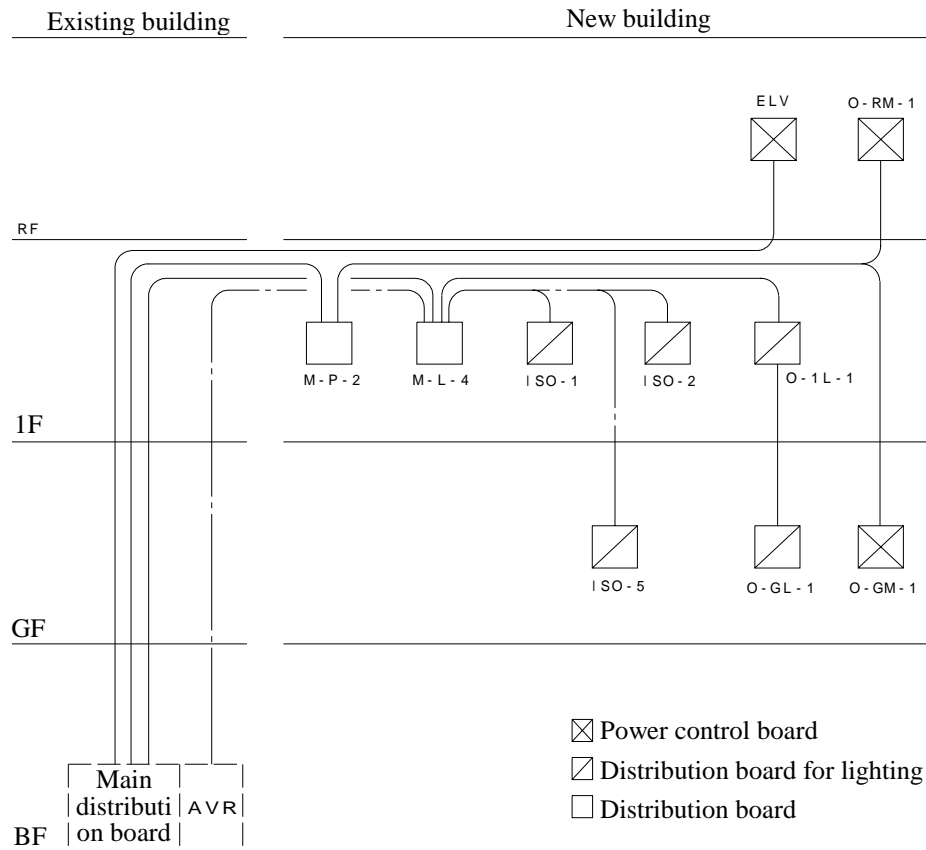 Existing building
New building
ELV
O-RM-1
RF
M-P-2
M-L-4
ISO-1
ISO-2
O-1L-1
1F
ISO-5
O-GL-1
O-GM-1
GF
Power control board
Distribution board for lighting
Distribution board
Main
distributi
on board
AVR
BF